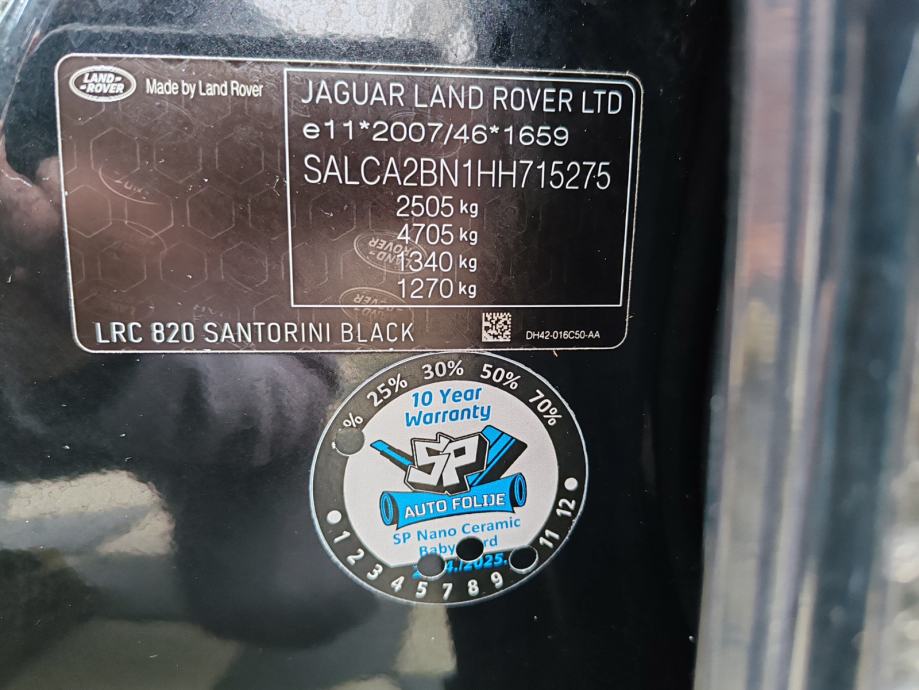 LAND-
-ROVER
Made by Land Rover
JAGUAR LAND ROVER LTD
e11*2007/46*1659
SALCA2BN1HH715275
2505 kg
4705 kg
1340 kg
1270 kg
LRC 820 SANTORINI BLACK
DH42-016C50-AA
25% 30% 50% 70%
10 Year
Warranty
SP
AUTO FOLIJE
SP Nano Ceramic
1 2 3 4 5 6 7 8 9 11 12